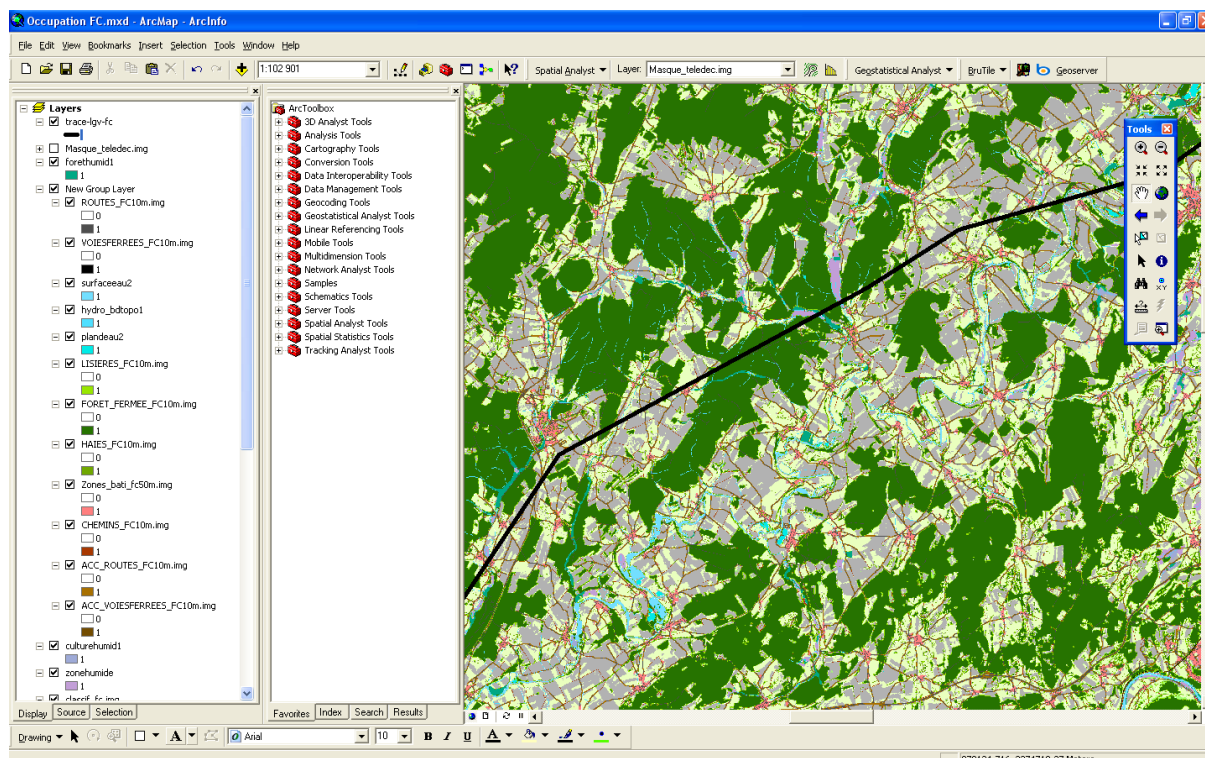 Occupation FC.mxd - ArcMap - ArcInfo
File Edit View Bookmarks Insert Selection Tools Window Help
1:102 901 Spatial Analyst Layer: Masque_teledec.img Geostatistical Analyst BruTile Geoserver
Layers
trace-lgv-fc
Masque_teledec.img
forethumid1
1
New Group Layer
ROUTES_FC10m.img
0
1
VOIESFERREES_FC10m.img
0
1
surfaceeau2
1
hydro_bdtopo1
1
plandeau2
1
LISIERES_FC10m.img
0
1
FORET_FERMEE_FC10m.img
0
1
HAIES_FC10m.img
0
1
Zones_bati_fc50m.img
0
1
CHEMINS_FC10m.img
0
1
ACC_ROUTES_FC10m.img
0
1
ACC_VOIESFERREES_FC10m.img
0
1
culturehumid1
1
zonehumide
1
classif_fc.img
Display Source Selection
ArcToolbox
3D Analyst Tools
Analysis Tools
Cartography Tools
Conversion Tools
Data Interoperability Tools
Data Management Tools
Geocoding Tools
Geostatistical Analyst Tools
Linear Referencing Tools
Mobile Tools
Multidimension Tools
Network Analyst Tools
Samples
Schematics Tools
Server Tools
Spatial Analyst Tools
Spatial Statistics Tools
Tracking Analyst Tools
Favorites Index Search Results
Tools
XY
Drawing A Arial 10 B I U A